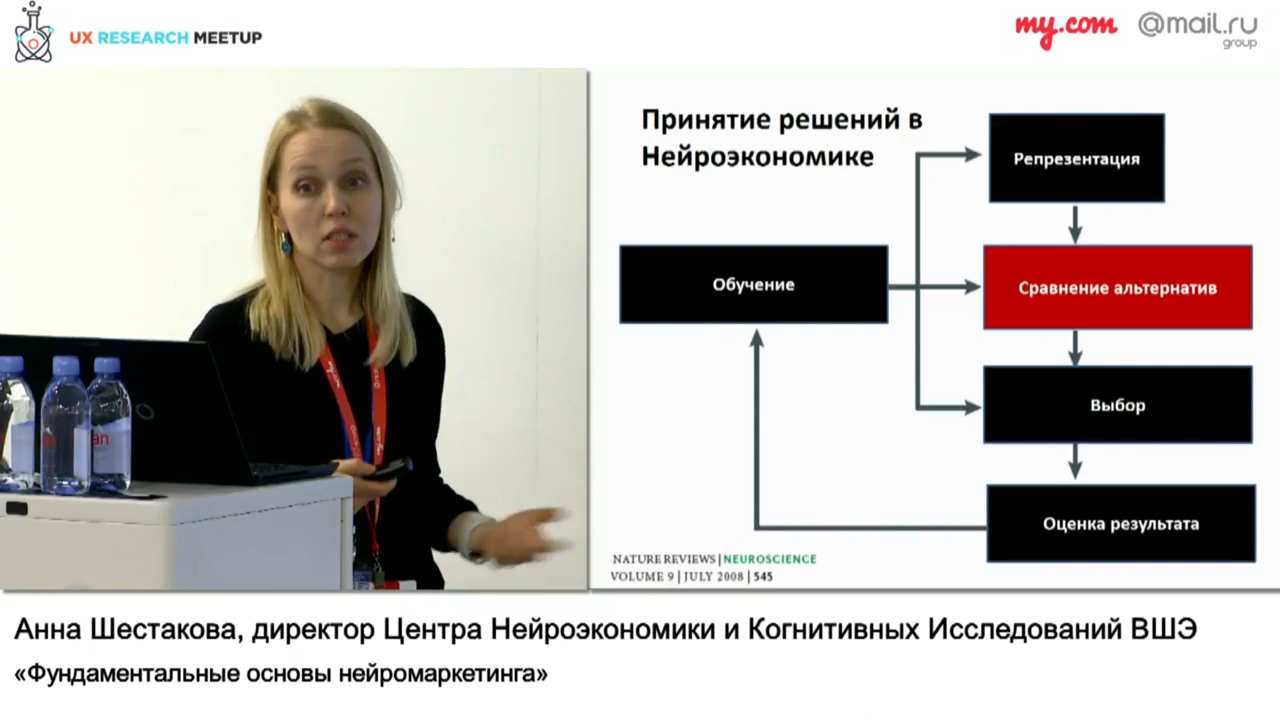 UX RESEARCH MEETUP
my.com @mail.ru
group
Принятие решений в
Нейроэкономике
Репрезентация
Обучение
Сравнение альтернатив
Выбор
Оценка результата
NATURE REVIEWS | NEUROSCIENCE
VOLUME 9 | JULY 2008 | 545
Анна Шестакова, директор Центра Нейроэкономики и Когнитивных Исследований ВШЭ
«Фундаментальные основы нейромаркетинга»